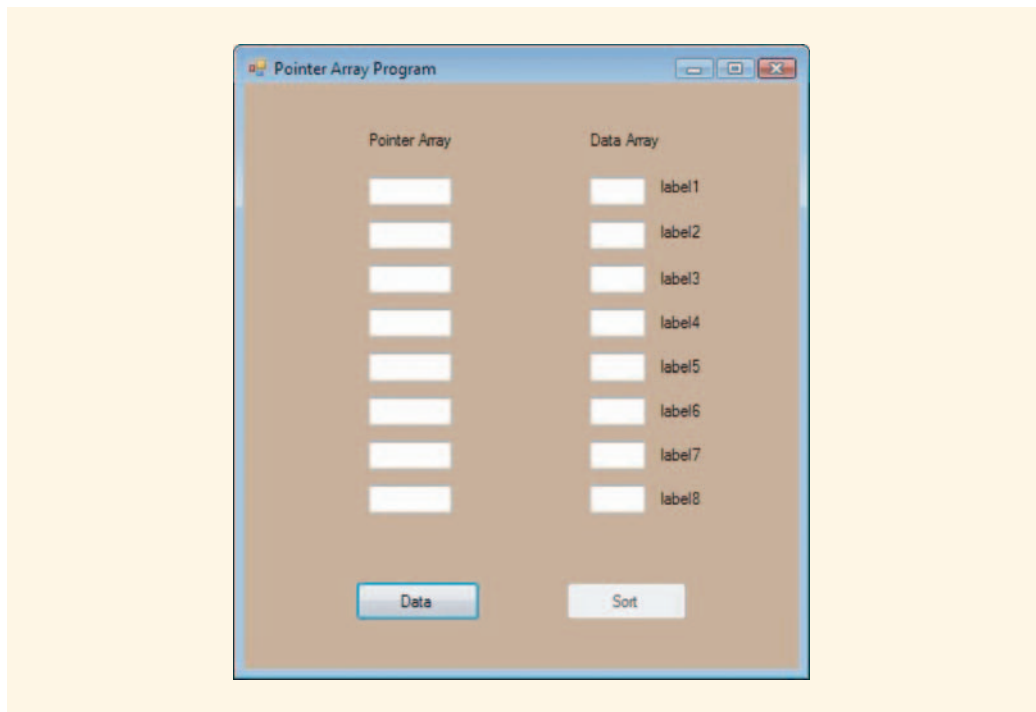 Pointer Array Program
Pointer Array Data Array
label1
label2
label3
label4
label5
label6
label7
label8
Data Sort